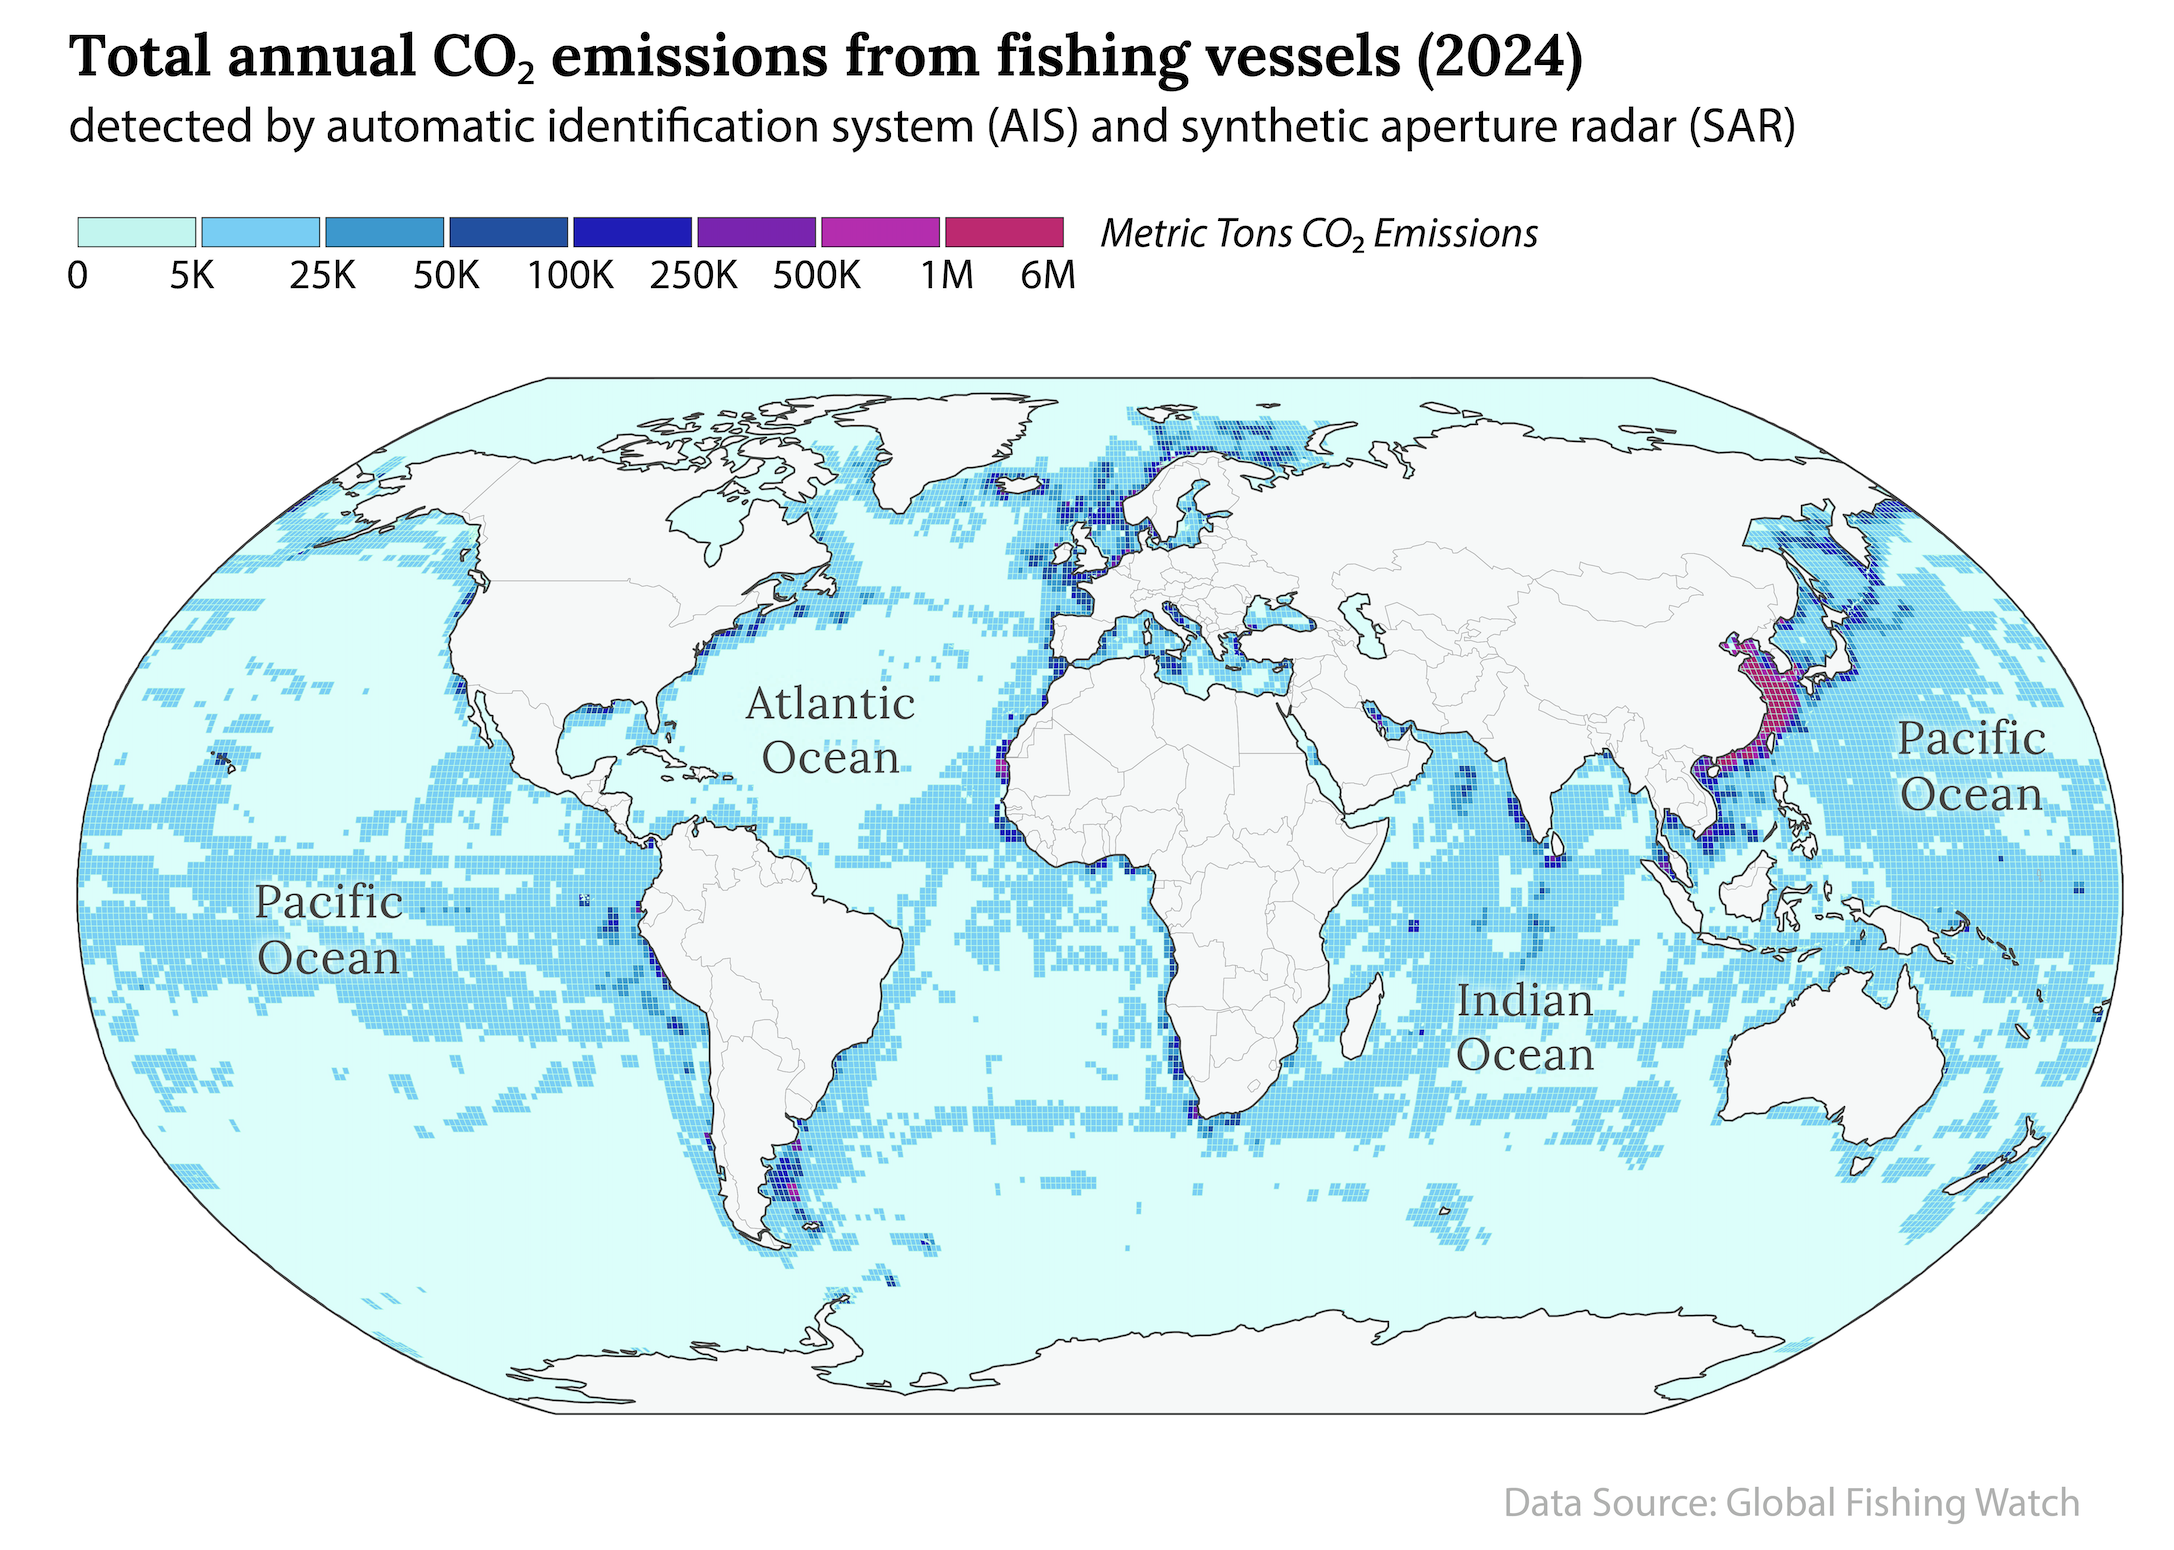 Total annual CO₂ emissions from fishing vessels (2024)
detected by automatic identification system (AIS) and synthetic aperture radar (SAR)
Metric Tons CO₂ Emissions
0 5K 25K 50K 100K 250K 500K 1M 6M
Atlantic
Ocean
Pacific
Ocean
Pacific
Ocean
Indian
Ocean
Data Source: Global Fishing Watch